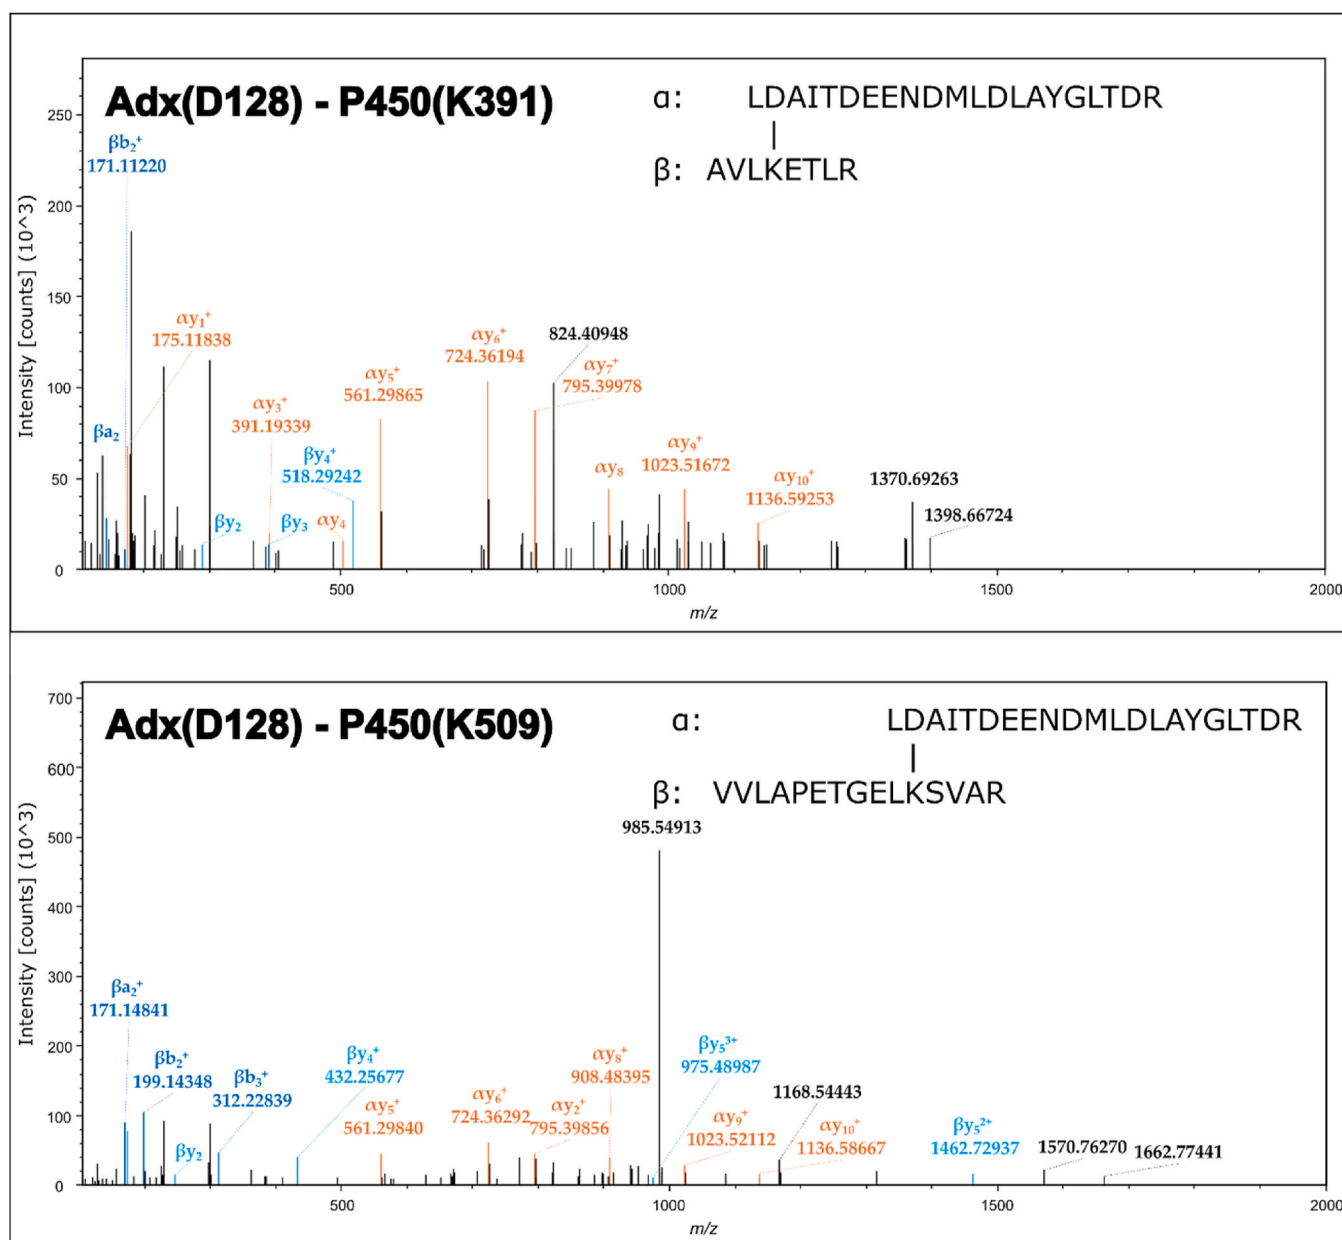 Adx(D128) - P450(K391)
α: LDAITDEENDMLDLAYGLTDR
|
β: AVLKETLR
Intensity [counts] (10^3)
250
200
150
100
50
0
βb₂⁺
171.11220
αy₁⁺
175.11838
βa₂
βy₂
αy₃⁺
391.19339
βy₃
βy₄⁺
518.29242
αy₄
αy₅⁺
561.29865
αy₆⁺
724.36194
824.40948
αy₇⁺
795.39978
αy₈
αy₉⁺
1023.51672
αy₁₀⁺
1136.59253
1370.69263
1398.66724
500 1000 1500 2000
m/z
Adx(D128) - P450(K509)
α: LDAITDEENDMLDLAYGLTDR
|
β: VVLAPETGELKSVAR
Intensity [counts] (10^3)
700
600
500
400
300
200
100
0
985.54913
βa₂⁺
171.14841
βb₂⁺
199.14348
βy₂
βb₃⁺
312.22839
βy₄⁺
432.25677
αy₅⁺
561.29840
αy₆⁺
724.36292
αy₂⁺
795.39856
αy₈⁺
908.48395
βy₅³⁺
975.48987
αy₉⁺
1023.52112
1168.54443
αy₁₀⁺
1136.58667
βy₅²⁺
1462.72937
1570.76270
1662.77441
500 1000 1500 2000
m/z